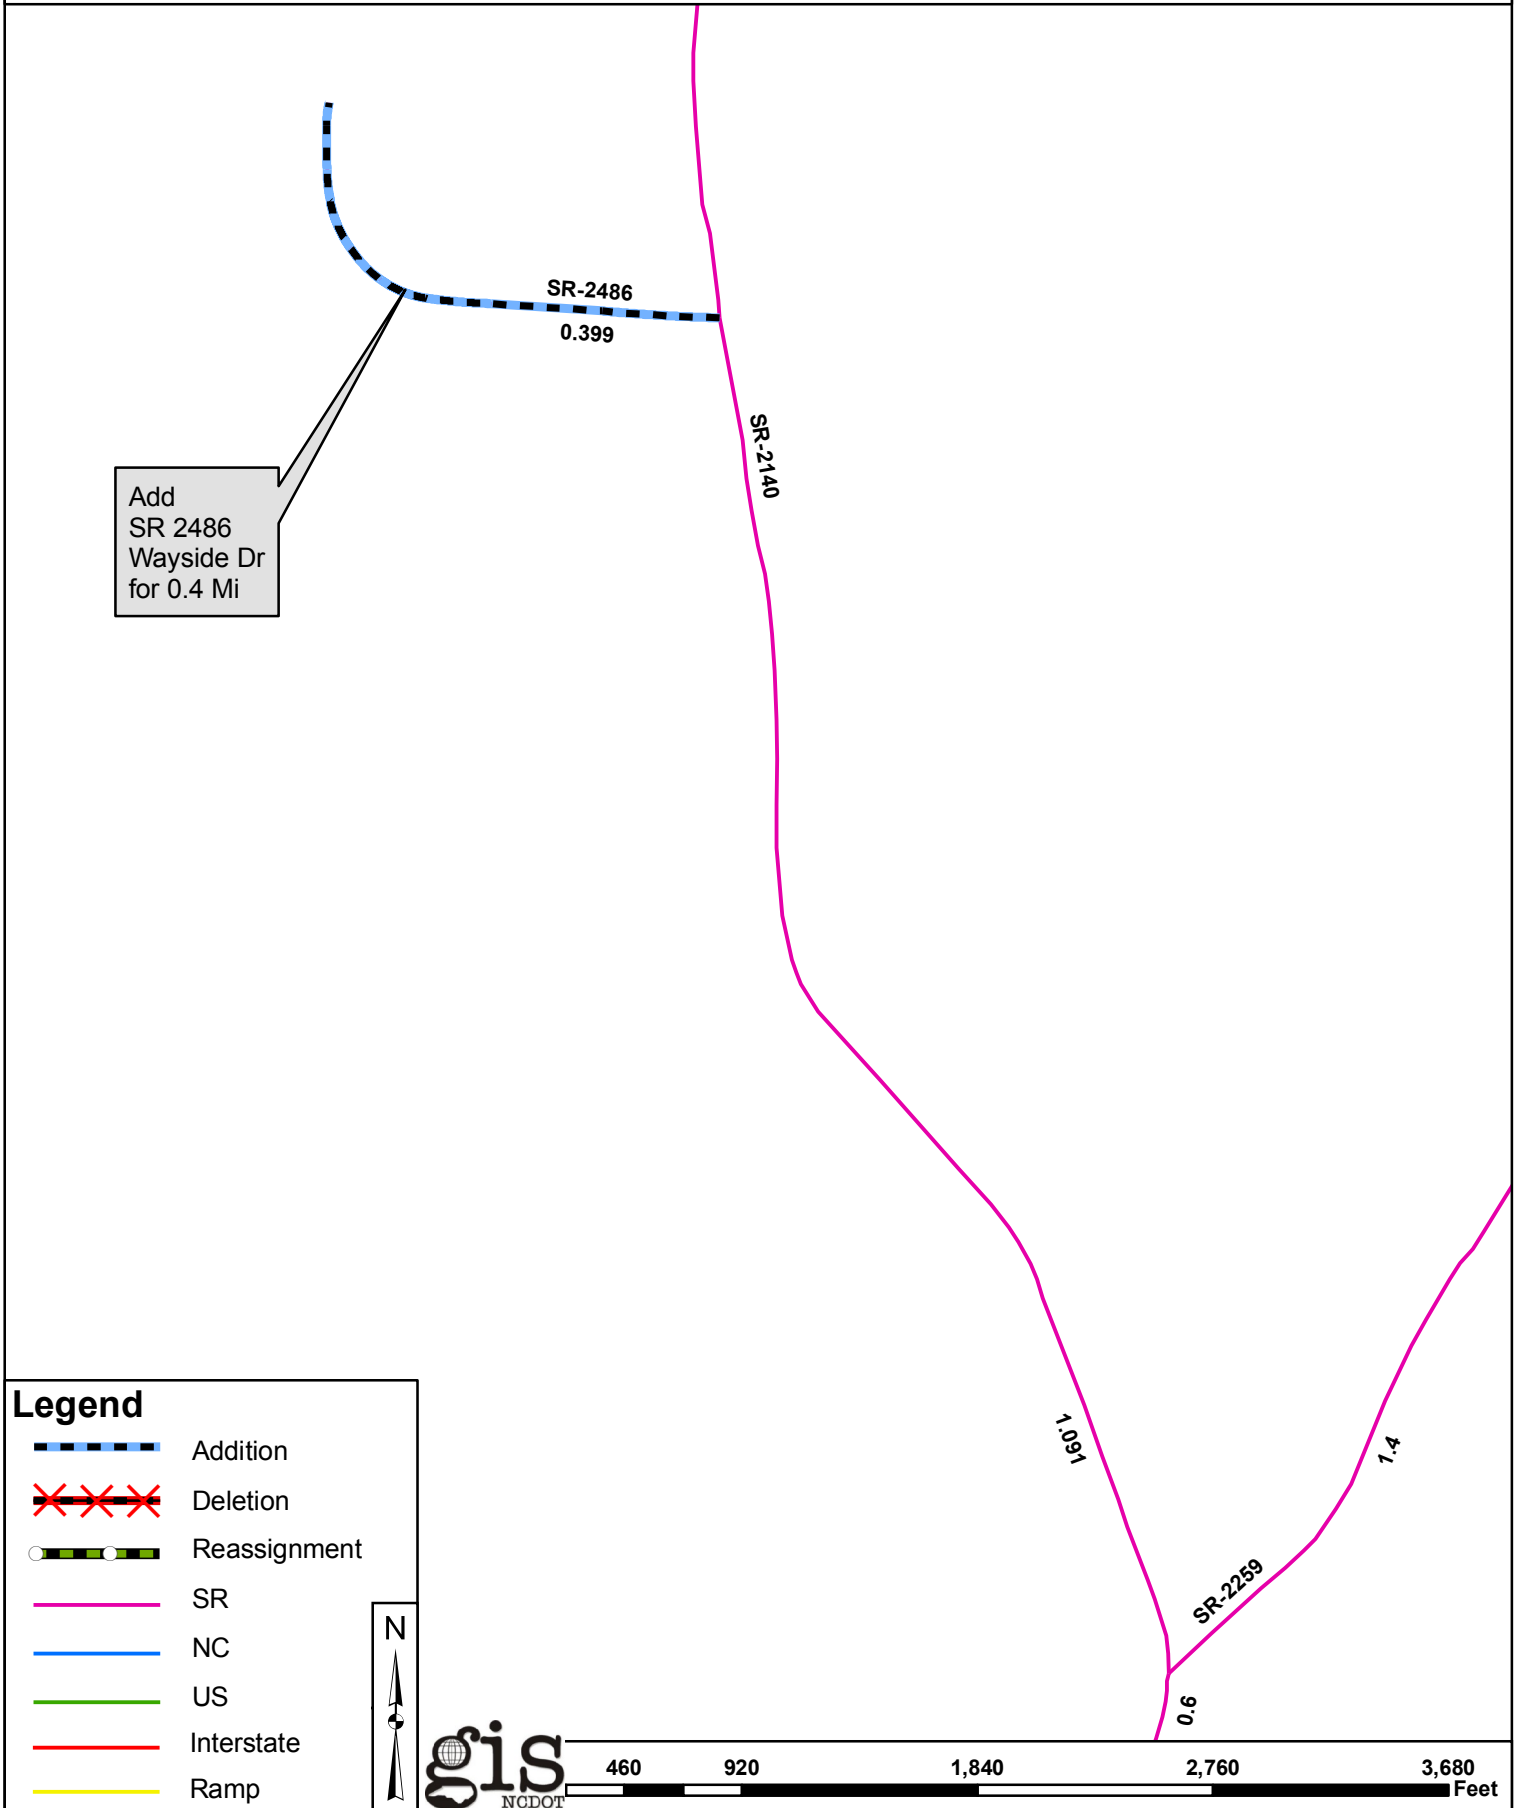 SR-2486
0.399
SR-2140
Add
SR 2486
Wayside Dr
for 0.4 Mi
1.091
1.4
SR-2259
0.6
Legend
Addition
Deletion
Reassignment
SR
NC
US
Interstate
Ramp
N
gis
NCDOT
460 920 1,840 2,760 3,680
Feet